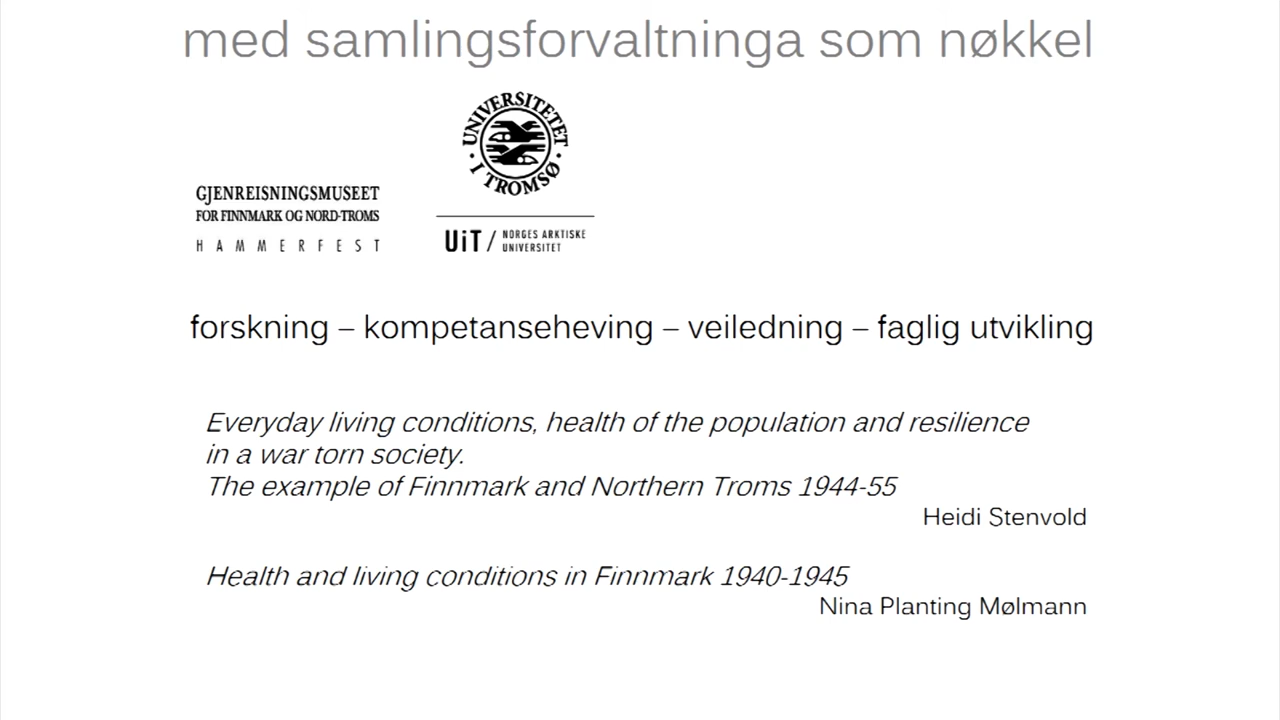 med samlingsforvaltninga som nøkkel
UNIVERSITETET
I TROMSØ
GJENREISNINGSMUSEET
FOR FINNMARK OG NORD-TROMS
HAMMERFEST
UiT / NORGES ARKTISKE
UNIVERSITET
forskning – kompetanseheving – veiledning – faglig utvikling
Everyday living conditions, health of the population and resilience
in a war torn society.
The example of Finnmark and Northern Troms 1944-55
Heidi Stenvold
Health and living conditions in Finnmark 1940-1945
Nina Planting Mølmann